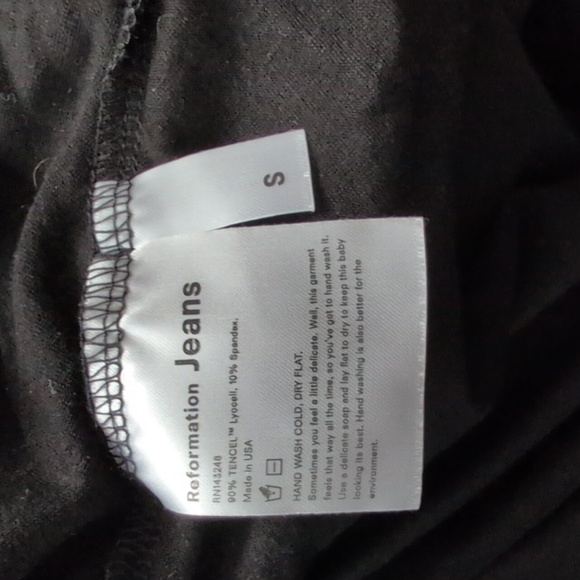 S
Reformation Jeans
RN143248
90% TENCEL™ Lyocell, 10% Spandex.
Made in USA
HAND WASH COLD, DRY FLAT.
Sometimes you feel a little delicate. Well, this garment
feels that way all the time, so you've got to hand wash it.
Use a delicate soap and lay flat to dry to keep this baby
looking its best. Hand washing is also better for the
environment.